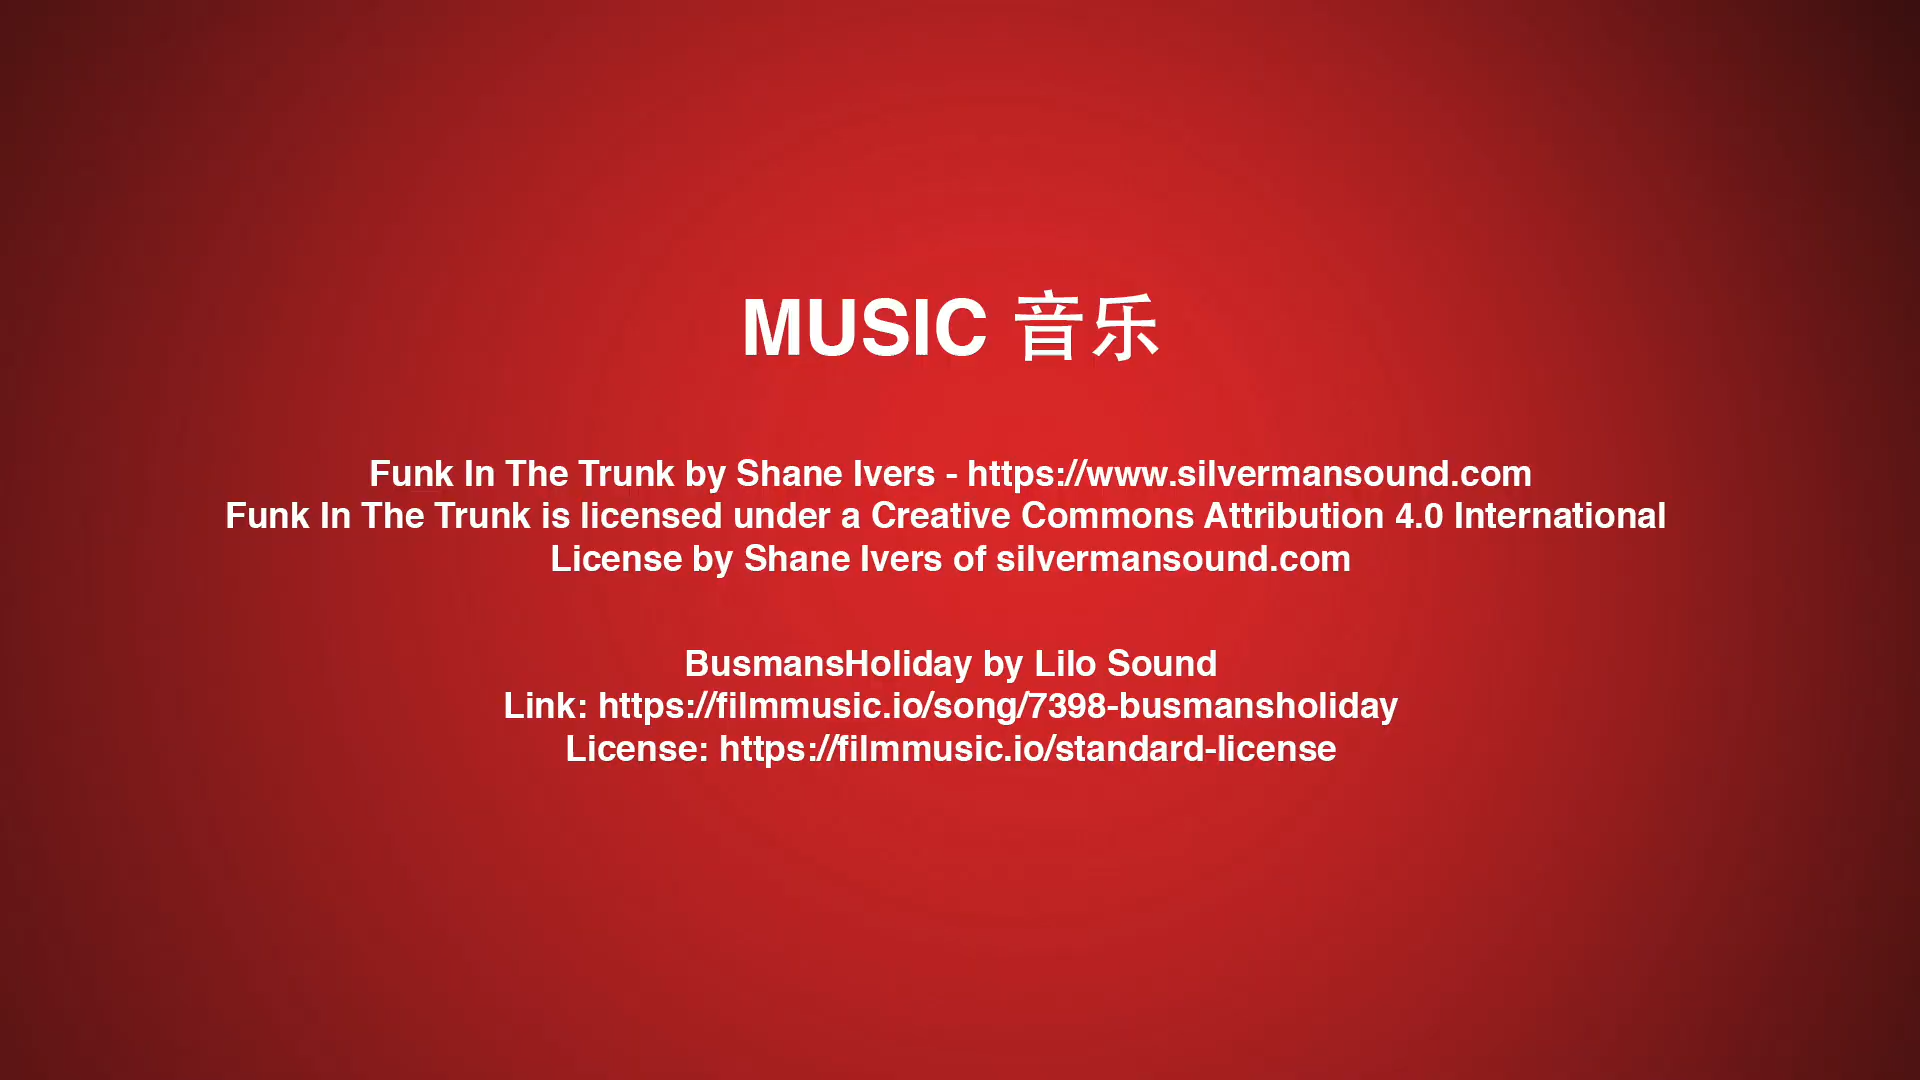 MUSIC 音乐
Funk In The Trunk by Shane Ivers - https://www.silvermansound.com
Funk In The Trunk is licensed under a Creative Commons Attribution 4.0 International
License by Shane Ivers of silvermansound.com
BusmansHoliday by Lilo Sound
Link: https://filmmusic.io/song/7398-busmansholiday
License: https://filmmusic.io/standard-license